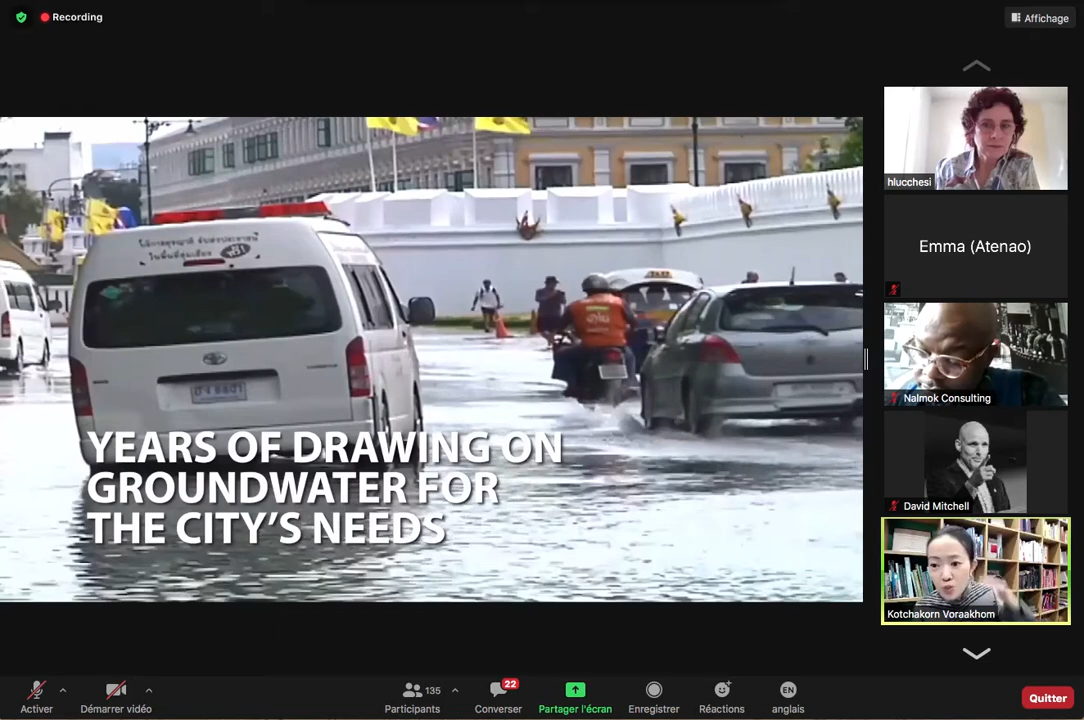 Recording
Affichage
YEARS OF DRAWING ON
GROUNDWATER FOR
THE CITY'S NEEDS
TAXI
hlucchesi
Emma (Atenao)
Nalmok Consulting
David Mitchell
Kotchakorn Voraakhom
Activer
Démarrer vidéo
135
Participants
22
Converser
Partager l'écran
Enregistrer
Réactions
EN
anglais
Quitter